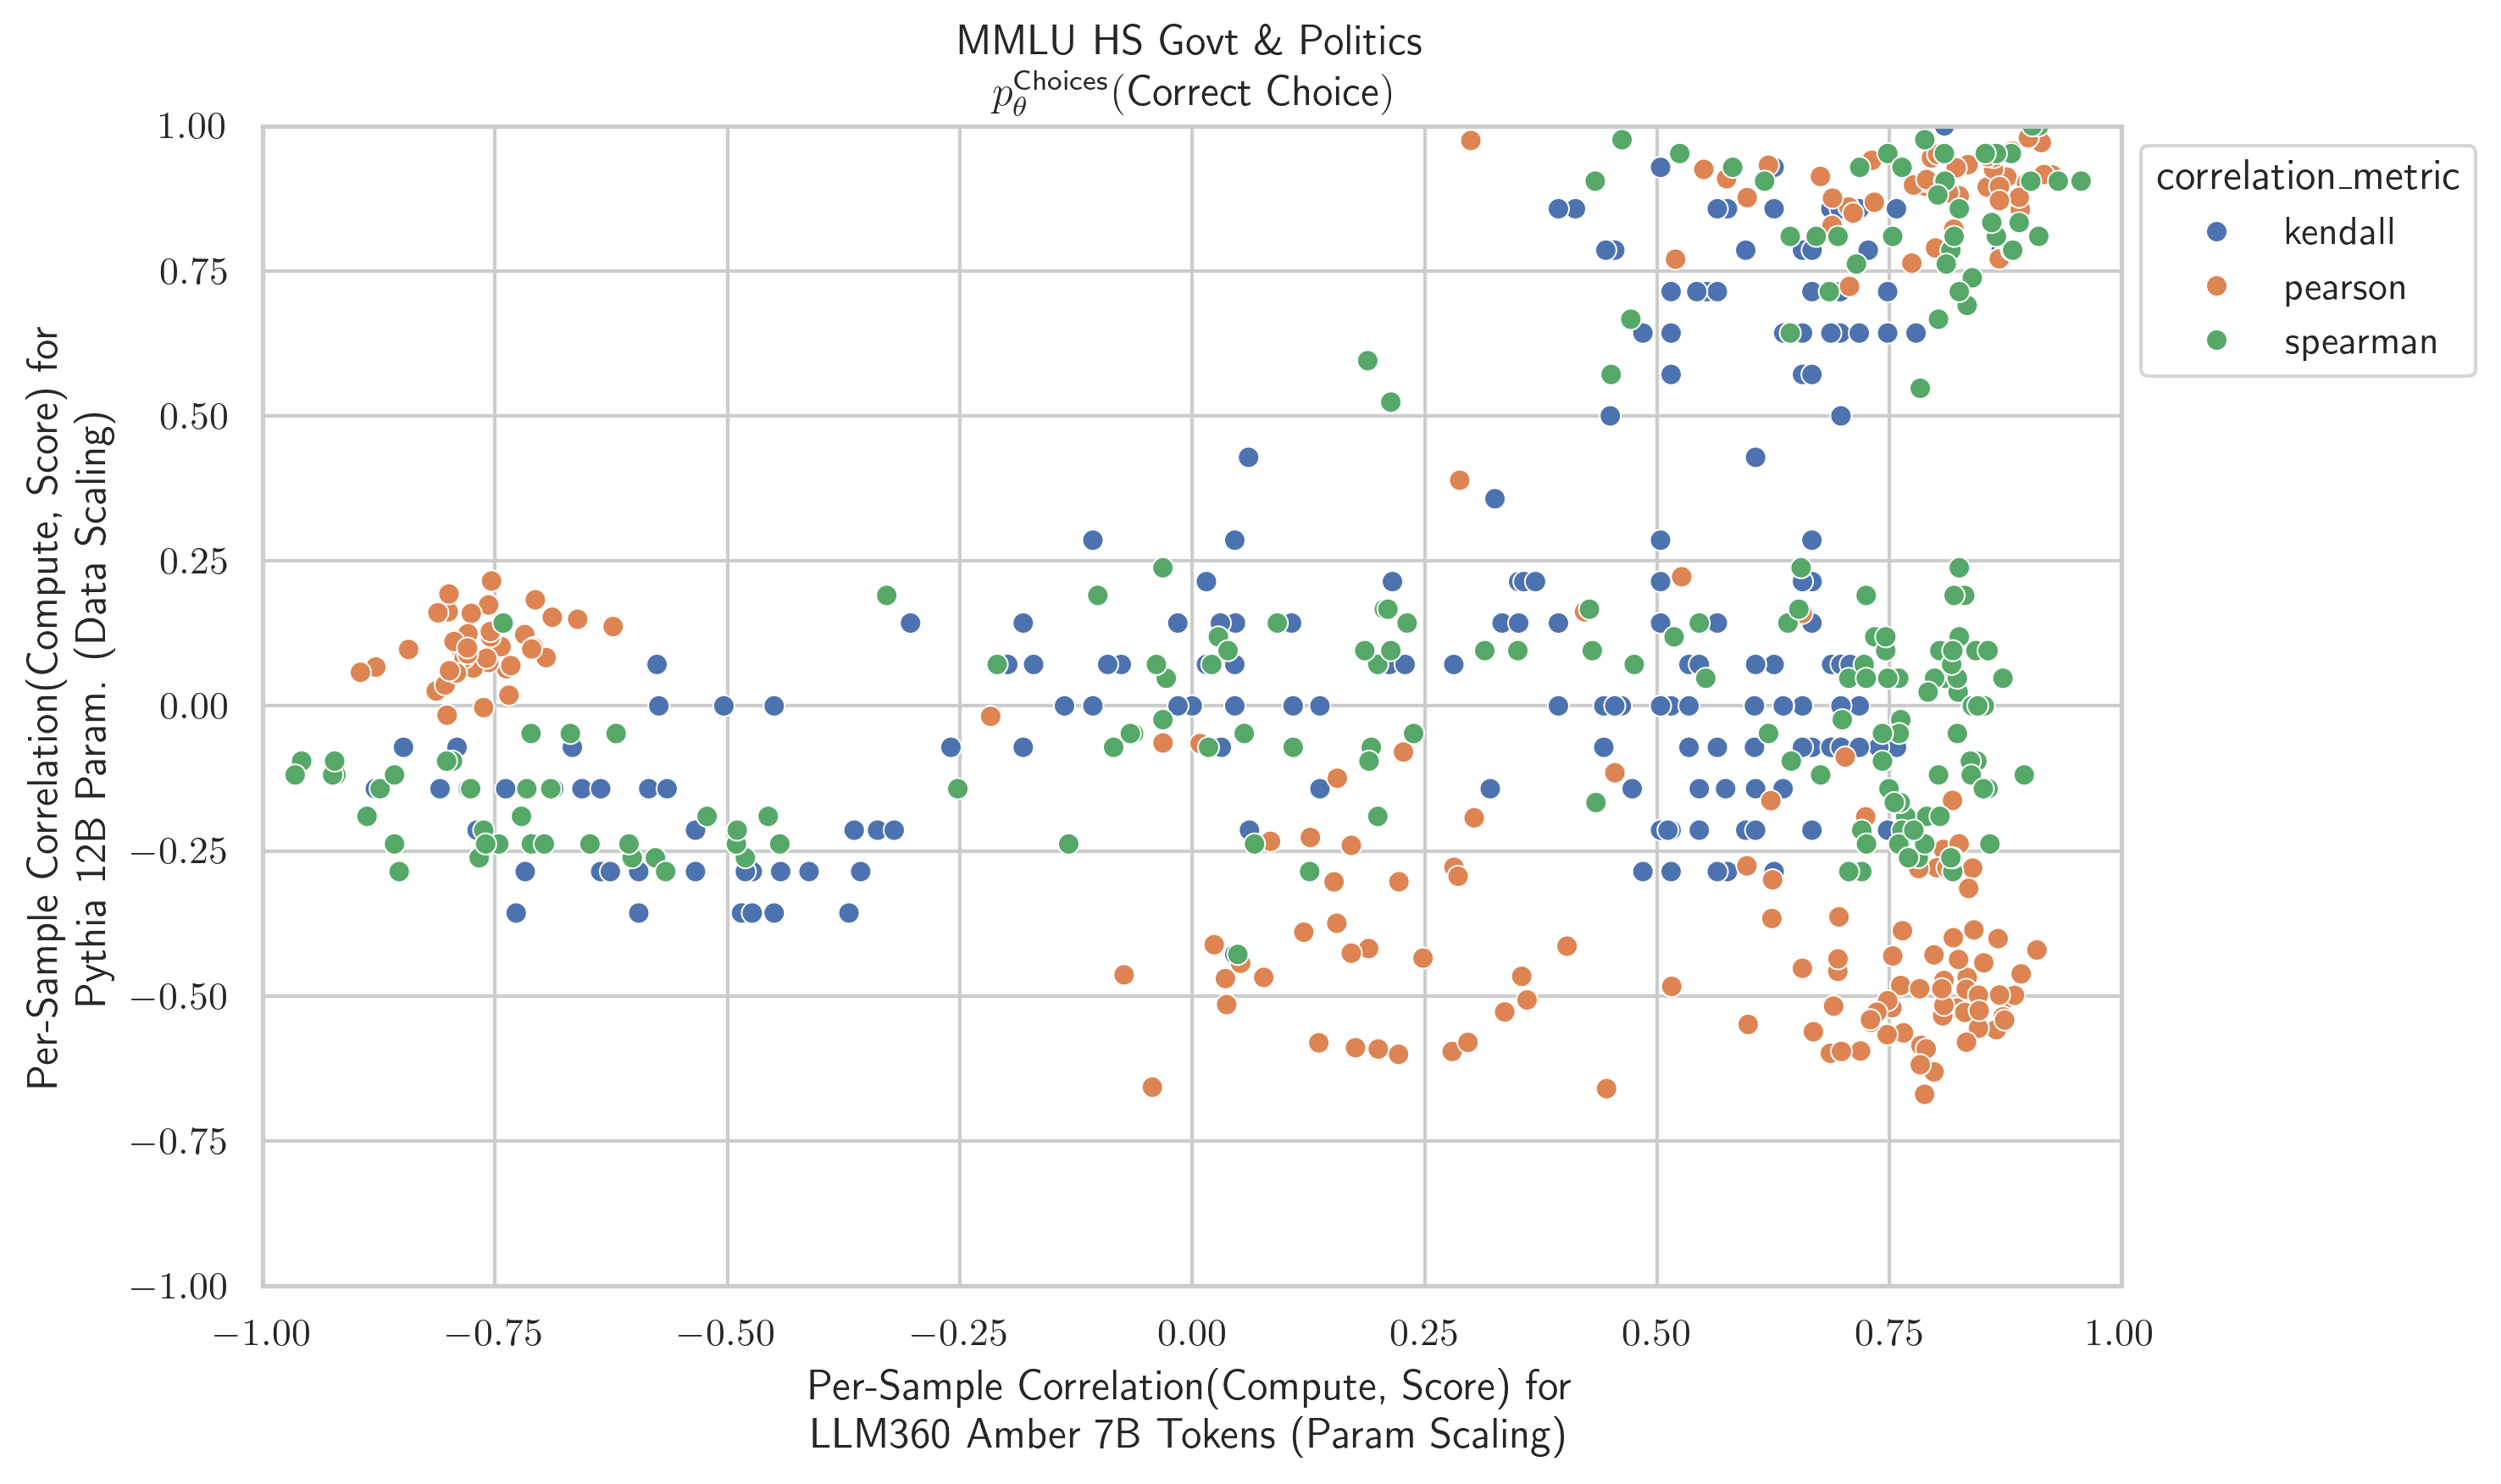 MMLU HS Govt & Politics
p_θ^Choices(Correct Choice)
1.00
0.75
0.50
0.25
0.00
−0.25
−0.50
−0.75
−1.00
Per-Sample Correlation(Compute, Score) for
Pythia 12B Param. (Data Scaling)
−1.00 −0.75 −0.50 −0.25 0.00 0.25 0.50 0.75 1.00
Per-Sample Correlation(Compute, Score) for
LLM360 Amber 7B Tokens (Param Scaling)
correlation_metric
kendall
pearson
spearman